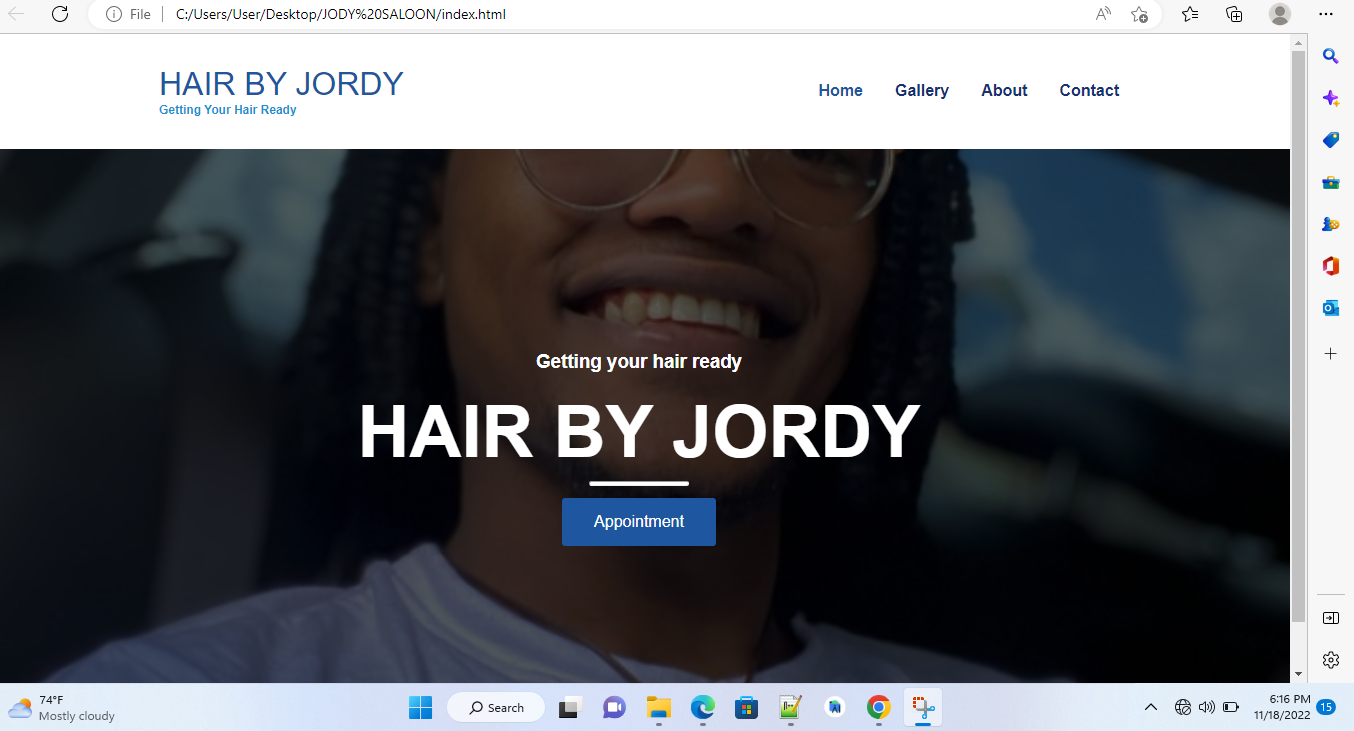 File
C:/Users/User/Desktop/JODY%20SALOON/index.html
HAIR BY JORDY
Getting Your Hair Ready
Home Gallery About Contact
Getting your hair ready
HAIR BY JORDY
Appointment
74°F
Mostly cloudy
Search
6:16 PM
11/18/2022
15